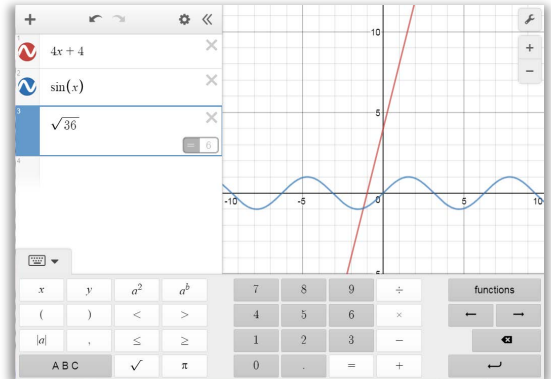 +
1
4x + 4
2
sin(x)
3
√36
= 6
4
10
5
-10 -5 0 5 10
5
x y a² aᵇ 7 8 9 ÷ functions
( ) < > 4 5 6 × ← →
|a| , ≤ ≥ 1 2 3 −
A B C √ π 0 . = +